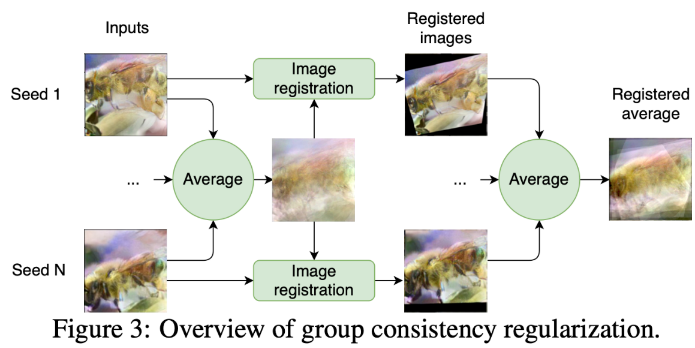 Inputs
Registered
images
Seed 1
Image
registration
Registered
average
...
Average
...
Average
Seed N
Image
registration
Figure 3: Overview of group consistency regularization.